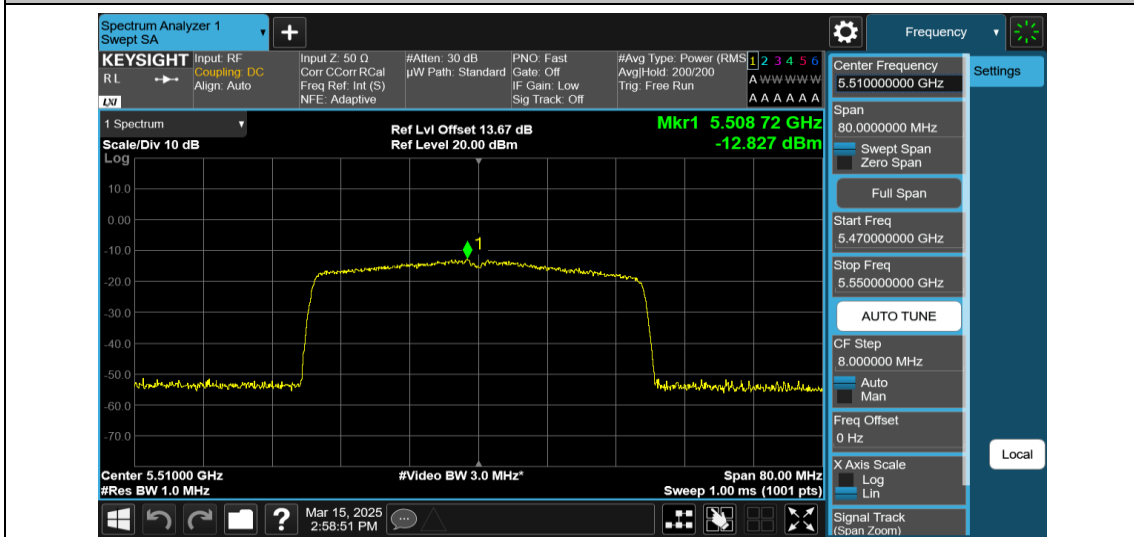 Spectrum Analyzer 1
Swept SA
Frequency
KEYSIGHT
R L
LXI
Input: RF
Coupling: DC
Align: Auto
Input Z: 50 Ω
Corr CCorr RCal
Freq Ref: Int (S)
NFE: Adaptive
#Atten: 30 dB
µW Path: Standard
PNO: Fast
Gate: Off
IF Gain: Low
Sig Track: Off
#Avg Type: Power (RMS
Avg|Hold: 200/200
Trig: Free Run
1 2 3 4 5 6
A W W W W W
A A A A A A
1 Spectrum
Scale/Div 10 dB
Log
Ref Lvl Offset 13.67 dB
Ref Level 20.00 dBm
Mkr1 5.508 72 GHz
-12.827 dBm
10.0
0.00
-10.0
-20.0
-30.0
-40.0
-50.0
-60.0
-70.0
1
Center 5.51000 GHz
#Res BW 1.0 MHz
#Video BW 3.0 MHz*
Span 80.00 MHz
Sweep 1.00 ms (1001 pts)
Mar 15, 2025
2:58:51 PM
?
Center Frequency
5.510000000 GHz
Span
80.0000000 MHz
Swept Span
Zero Span
Full Span
Start Freq
5.470000000 GHz
Stop Freq
5.550000000 GHz
AUTO TUNE
CF Step
8.000000 MHz
Auto
Man
Freq Offset
0 Hz
X Axis Scale
Log
Lin
Signal Track
(Span Zoom)
Settings
Local